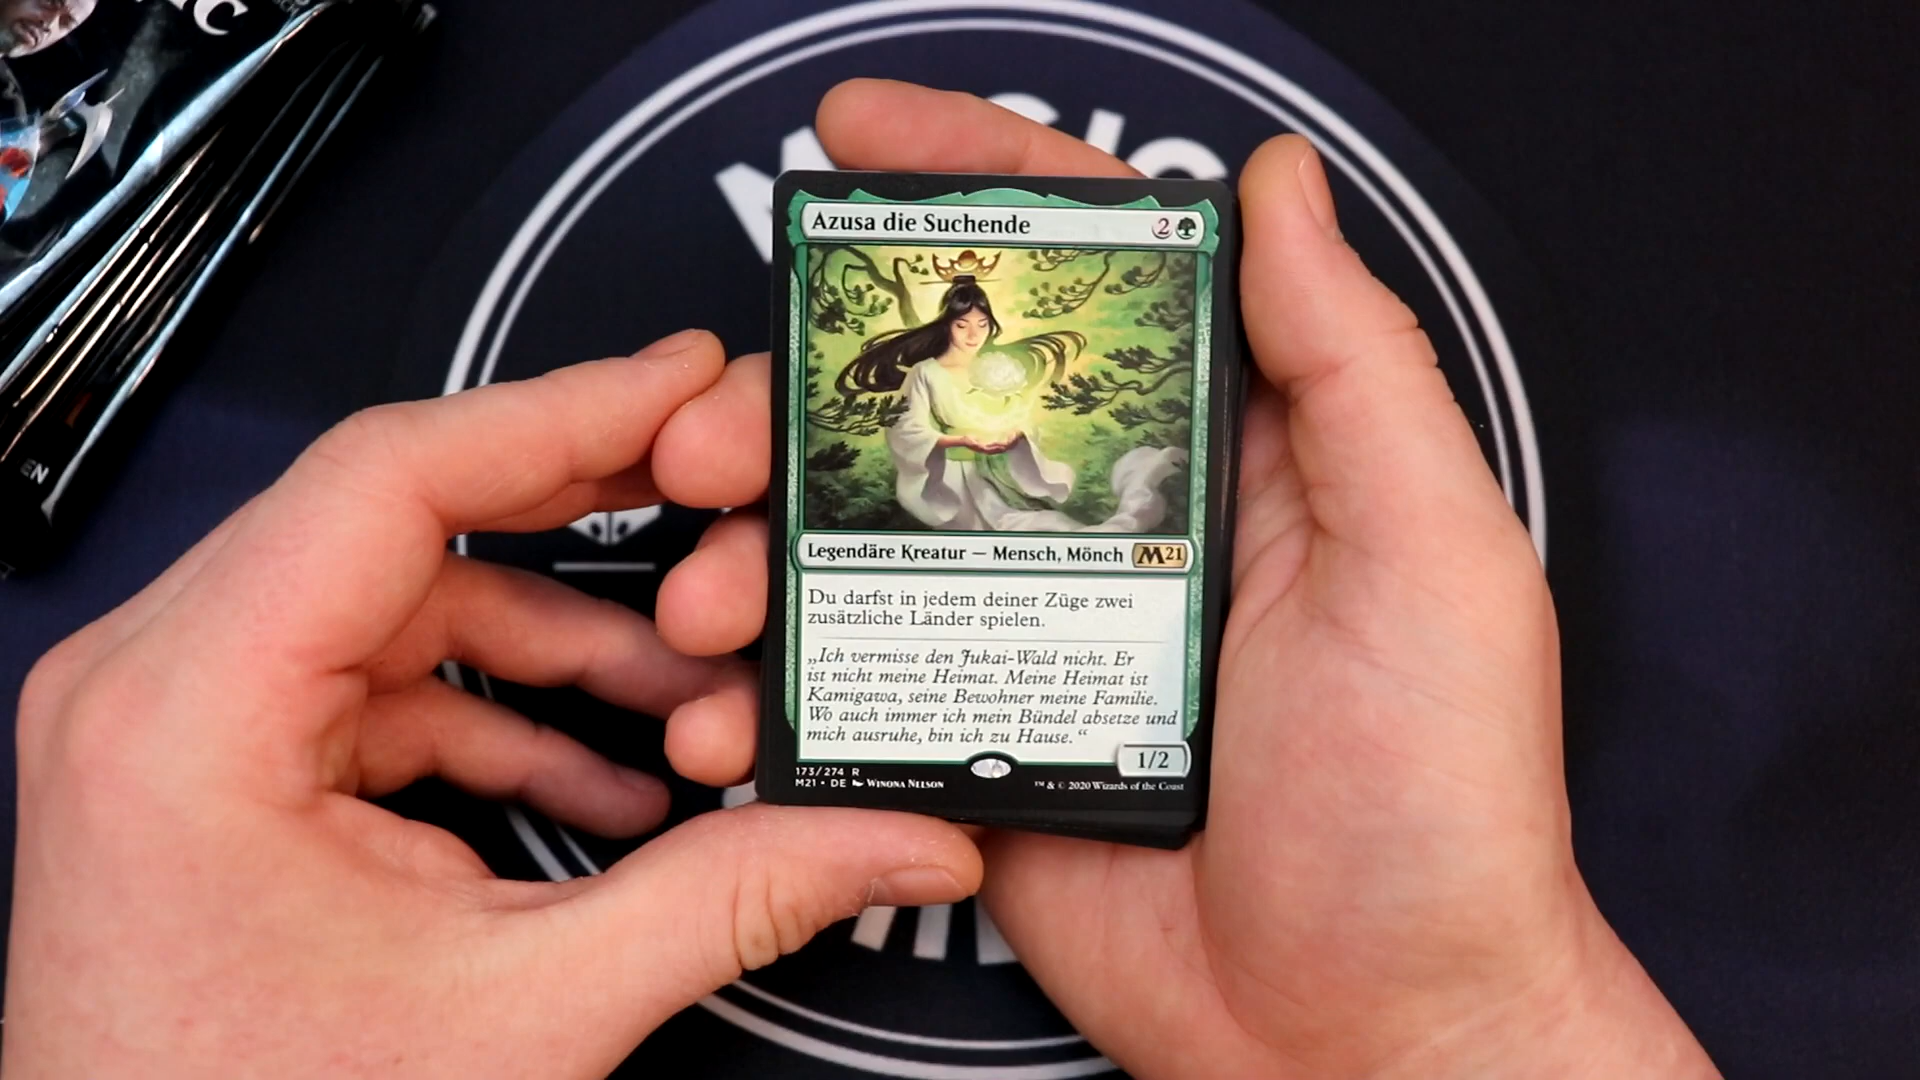 EN
Azusa die Suchende 2
Legendäre Kreatur — Mensch, Mönch M21
Du darfst in jedem deiner Züge zwei
zusätzliche Länder spielen.
„Ich vermisse den Jukai-Wald nicht. Er
ist nicht meine Heimat. Meine Heimat ist
Kamigawa, seine Bewohner meine Familie.
Wo auch immer ich mein Bündel absetze und
mich ausruhe, bin ich zu Hause.“
1/2
173/274 R
M21 • DE Winona Nelson
™ & © 2020 Wizards of the Coast